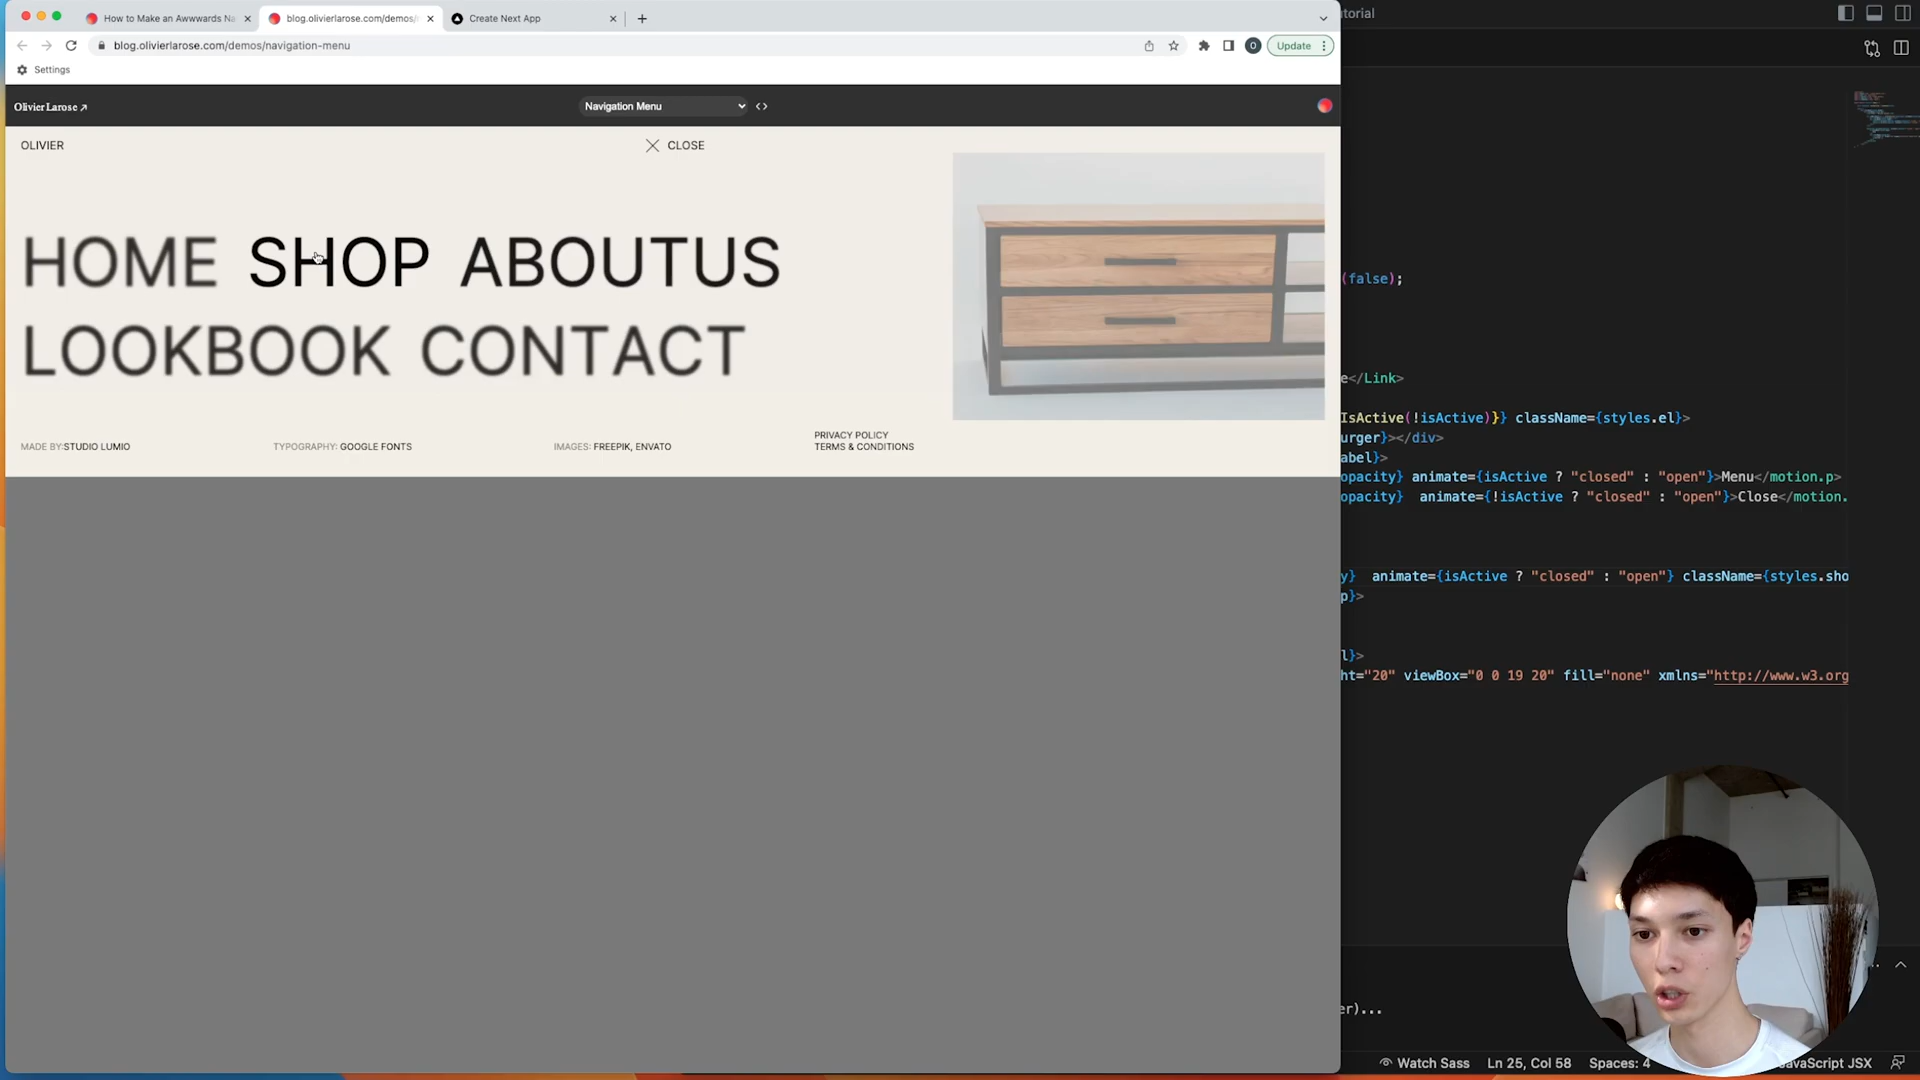 How to Make an Awwwards Na
blog.olivierlarose.com/demos/
Create Next App
blog.olivierlarose.com/demos/navigation-menu
Update
Settings
Olivier Larose ↗
Navigation Menu
<>
OLIVIER
CLOSE
HOME SHOP ABOUTUS
LOOKBOOK CONTACT
MADE BY:STUDIO LUMIO
TYPOGRAPHY: GOOGLE FONTS
IMAGES: FREEPIK, ENVATO
PRIVACY POLICY
TERMS & CONDITIONS
torial
(false);
e</Link>
IsActive(!isActive)}} className={styles.el}>
urger}></div>
abel}>
opacity} animate={isActive ? "closed" : "open"}>Menu</motion.p>
opacity} animate={!isActive ? "closed" : "open"}>Close</motion.
y} animate={isActive ? "closed" : "open"} className={styles.sho
p}>
l}>
ht="20" viewBox="0 0 19 20" fill="none" xmlns="http://www.w3.org
er)...
Watch Sass
Ln 25, Col 58
Spaces: 4
JavaScript JSX